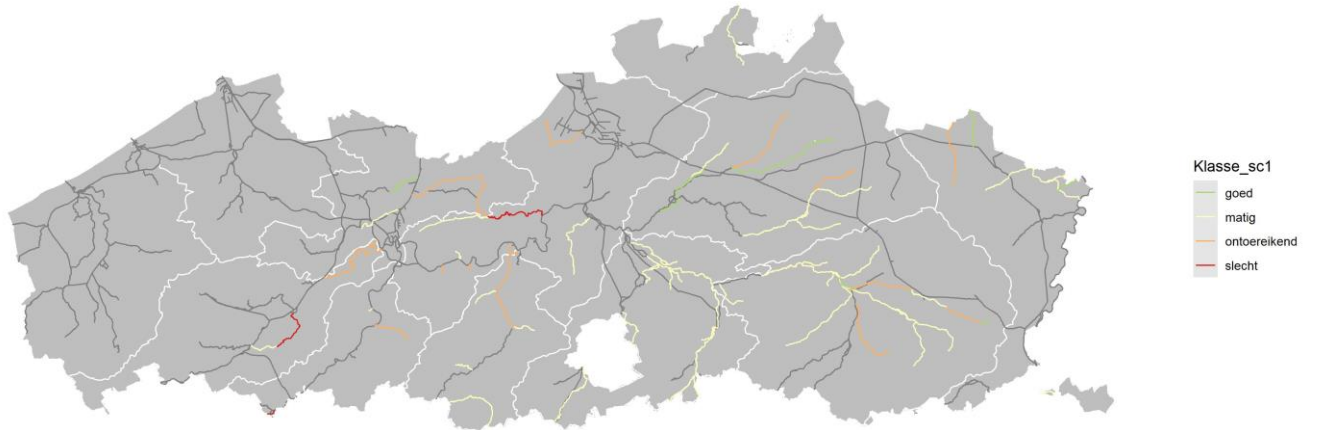 Klasse_sc1
goed
matig
ontoereikend
slecht